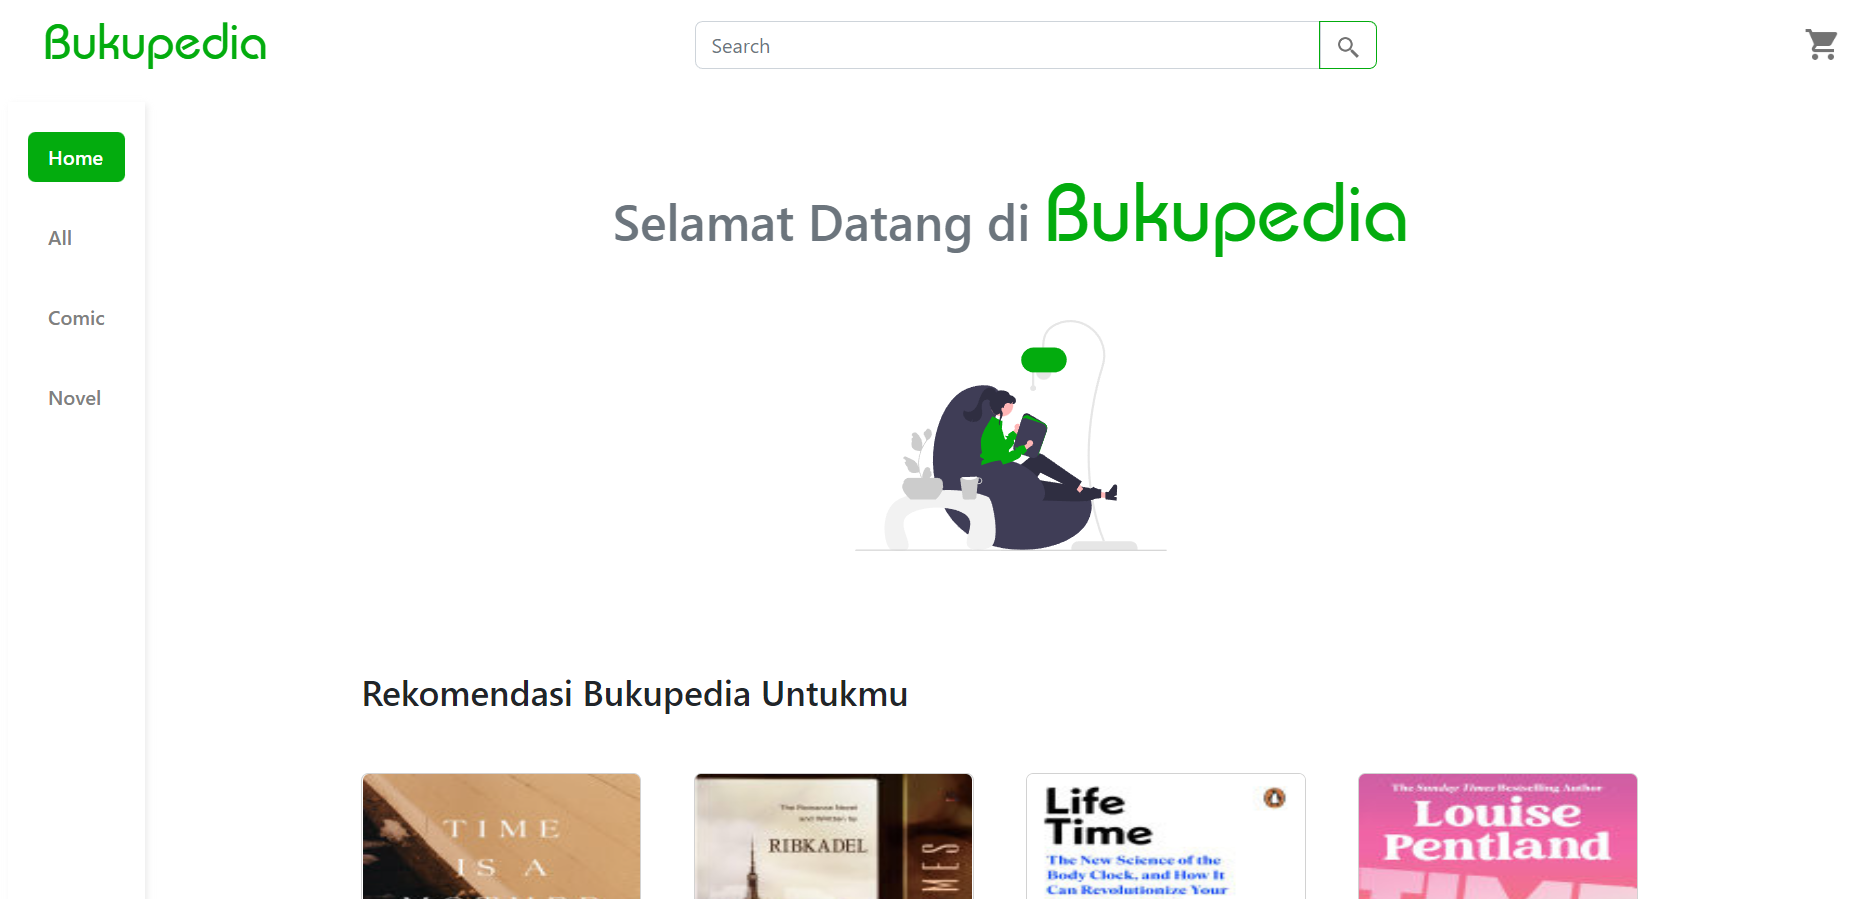 Bukupedia
Search
Home
All
Comic
Novel
Selamat Datang di Bukupedia
Rekomendasi Bukupedia Untukmu
TIME
IS A
MOTHER
The Romance Novel
and Written by
RIBKADEL
MES
Life
Time
The New Science of the
Body Clock, and How It
Can Revolutionize Your
The Sunday Times Bestselling Author
Louise
Pentland
TIME